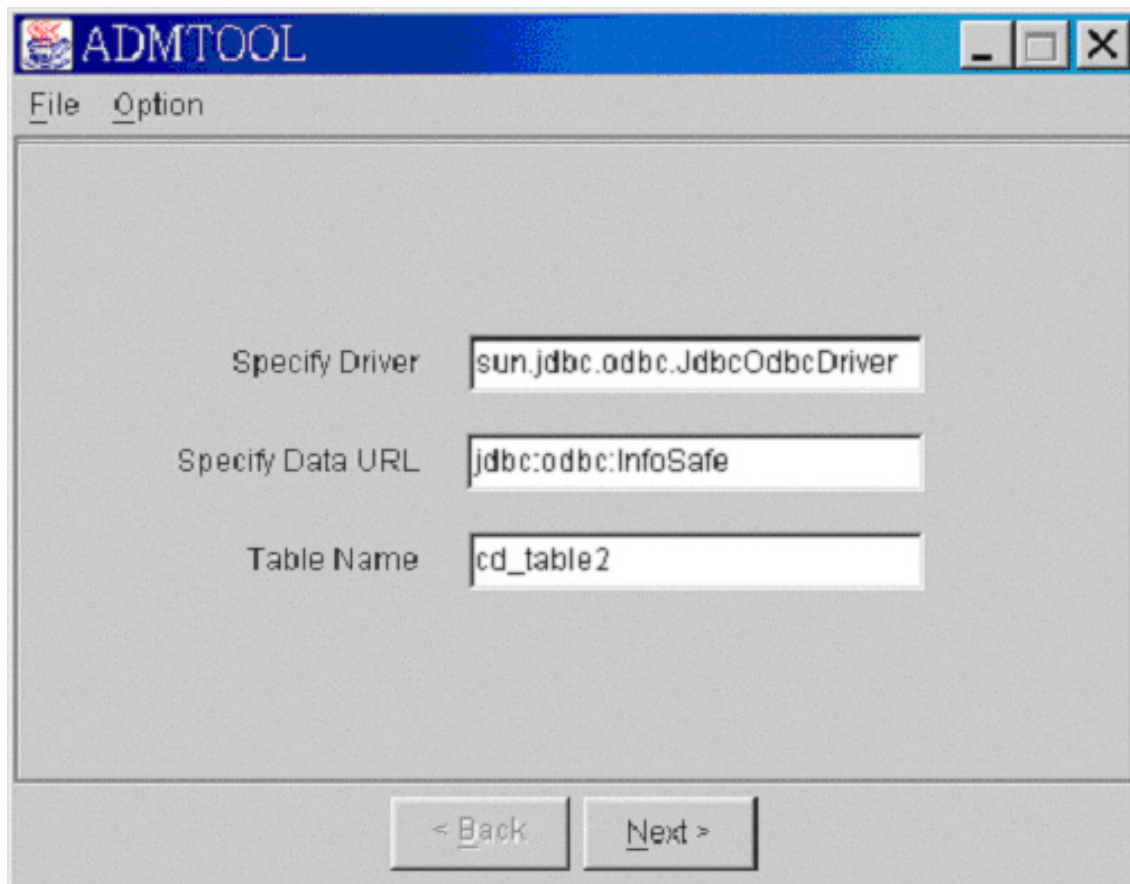 ADMTOOL
File Option
Specify Driver sun.jdbc.odbc.JdbcOdbcDriver
Specify Data URL jdbc:odbc:InfoSafe
Table Name cd_table2
< Back Next >